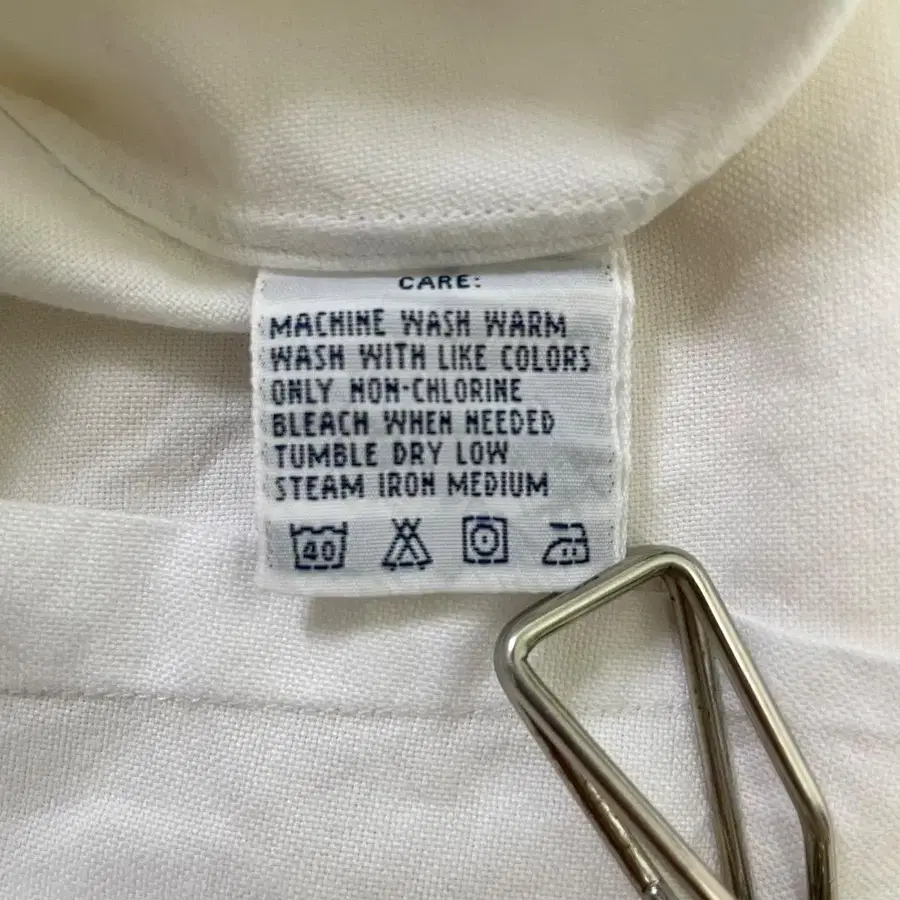 CARE:
MACHINE WASH WARM
WASH WITH LIKE COLORS
ONLY NON-CHLORINE
BLEACH WHEN NEEDED
TUMBLE DRY LOW
STEAM IRON MEDIUM
40